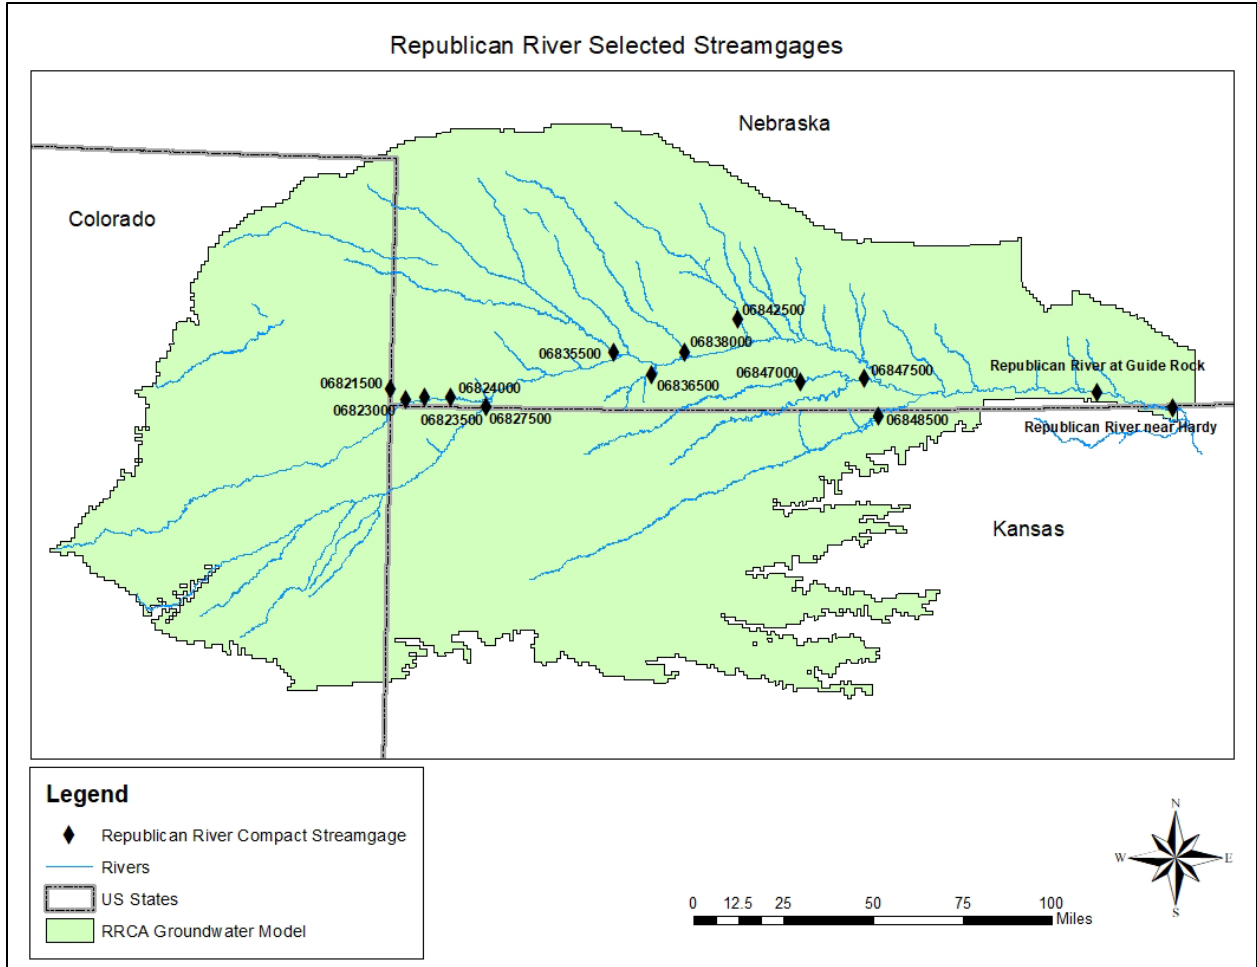 Republican River Selected Streamgages
Nebraska
Colorado
06842500
06835500
06838000
Republican River at Guide Rock
06821500
06824000
06836500
06847000
06847500
06823000
06823500
06827500
06848500
Republican River near Hardy
Kansas
Legend
Republican River Compact Streamgage
Rivers
US States
RRCA Groundwater Model
N
W
E
S
0 12.5 25 50 75 100
Miles